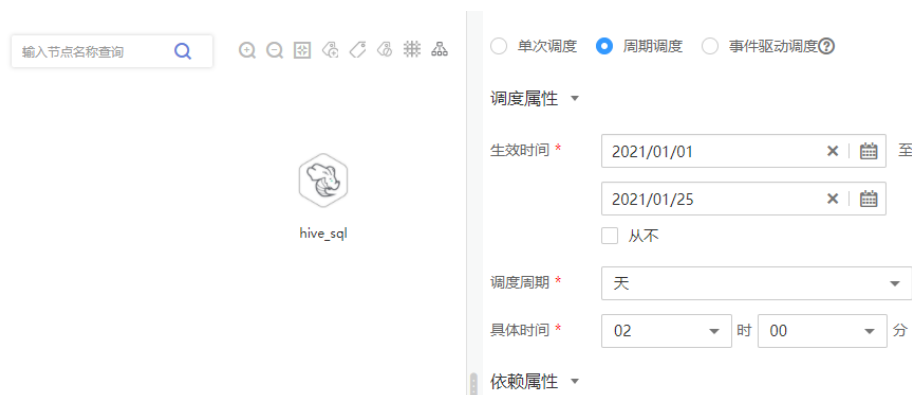 输入节点名称查询
hive_sql
单次调度 周期调度 事件驱动调度?
调度属性
生效时间 * 2021/01/01 至
2021/01/25
从不
调度周期 * 天
具体时间 * 02 时 00 分
依赖属性